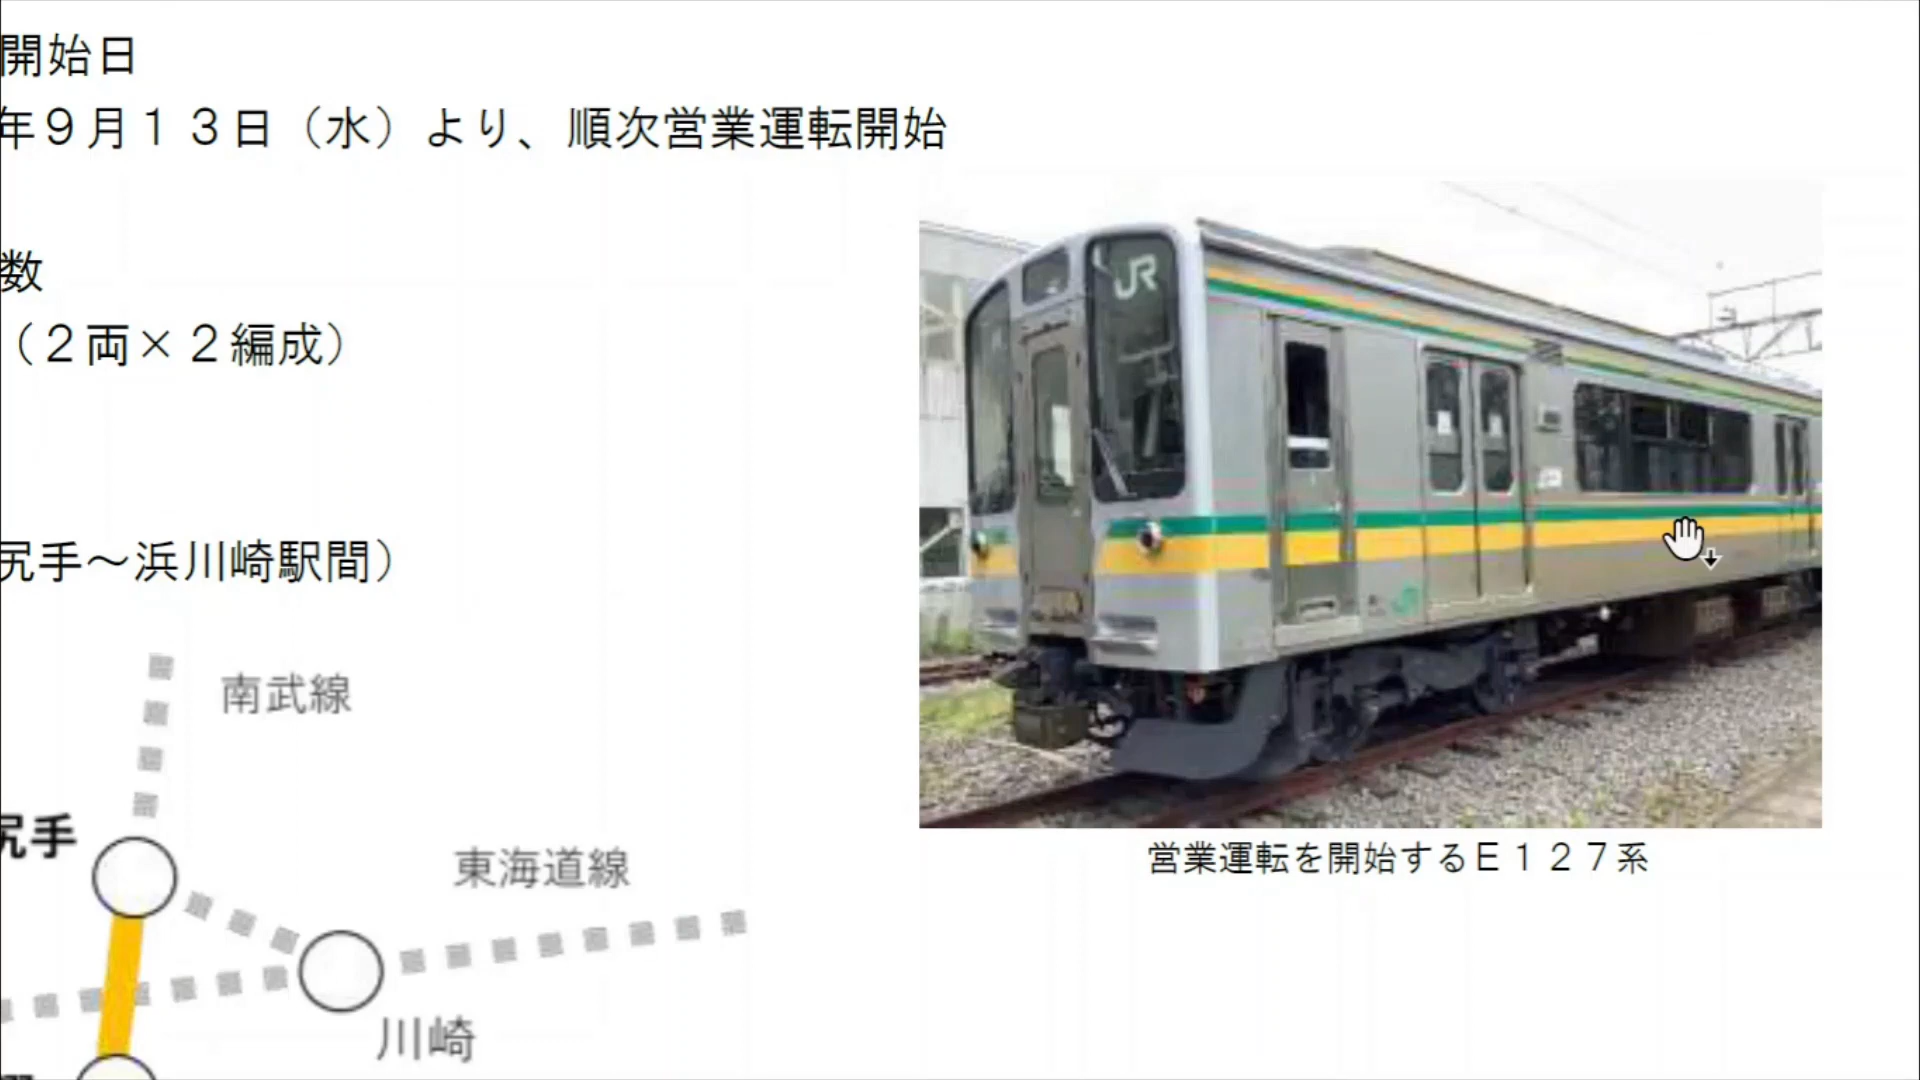 開始日
年９月１３日（水）より、順次営業運転開始
数
（２両×２編成）
尻手～浜川崎駅間）
JR
南武線
尻手
東海道線
川崎
営業運転を開始するＥ１２７系